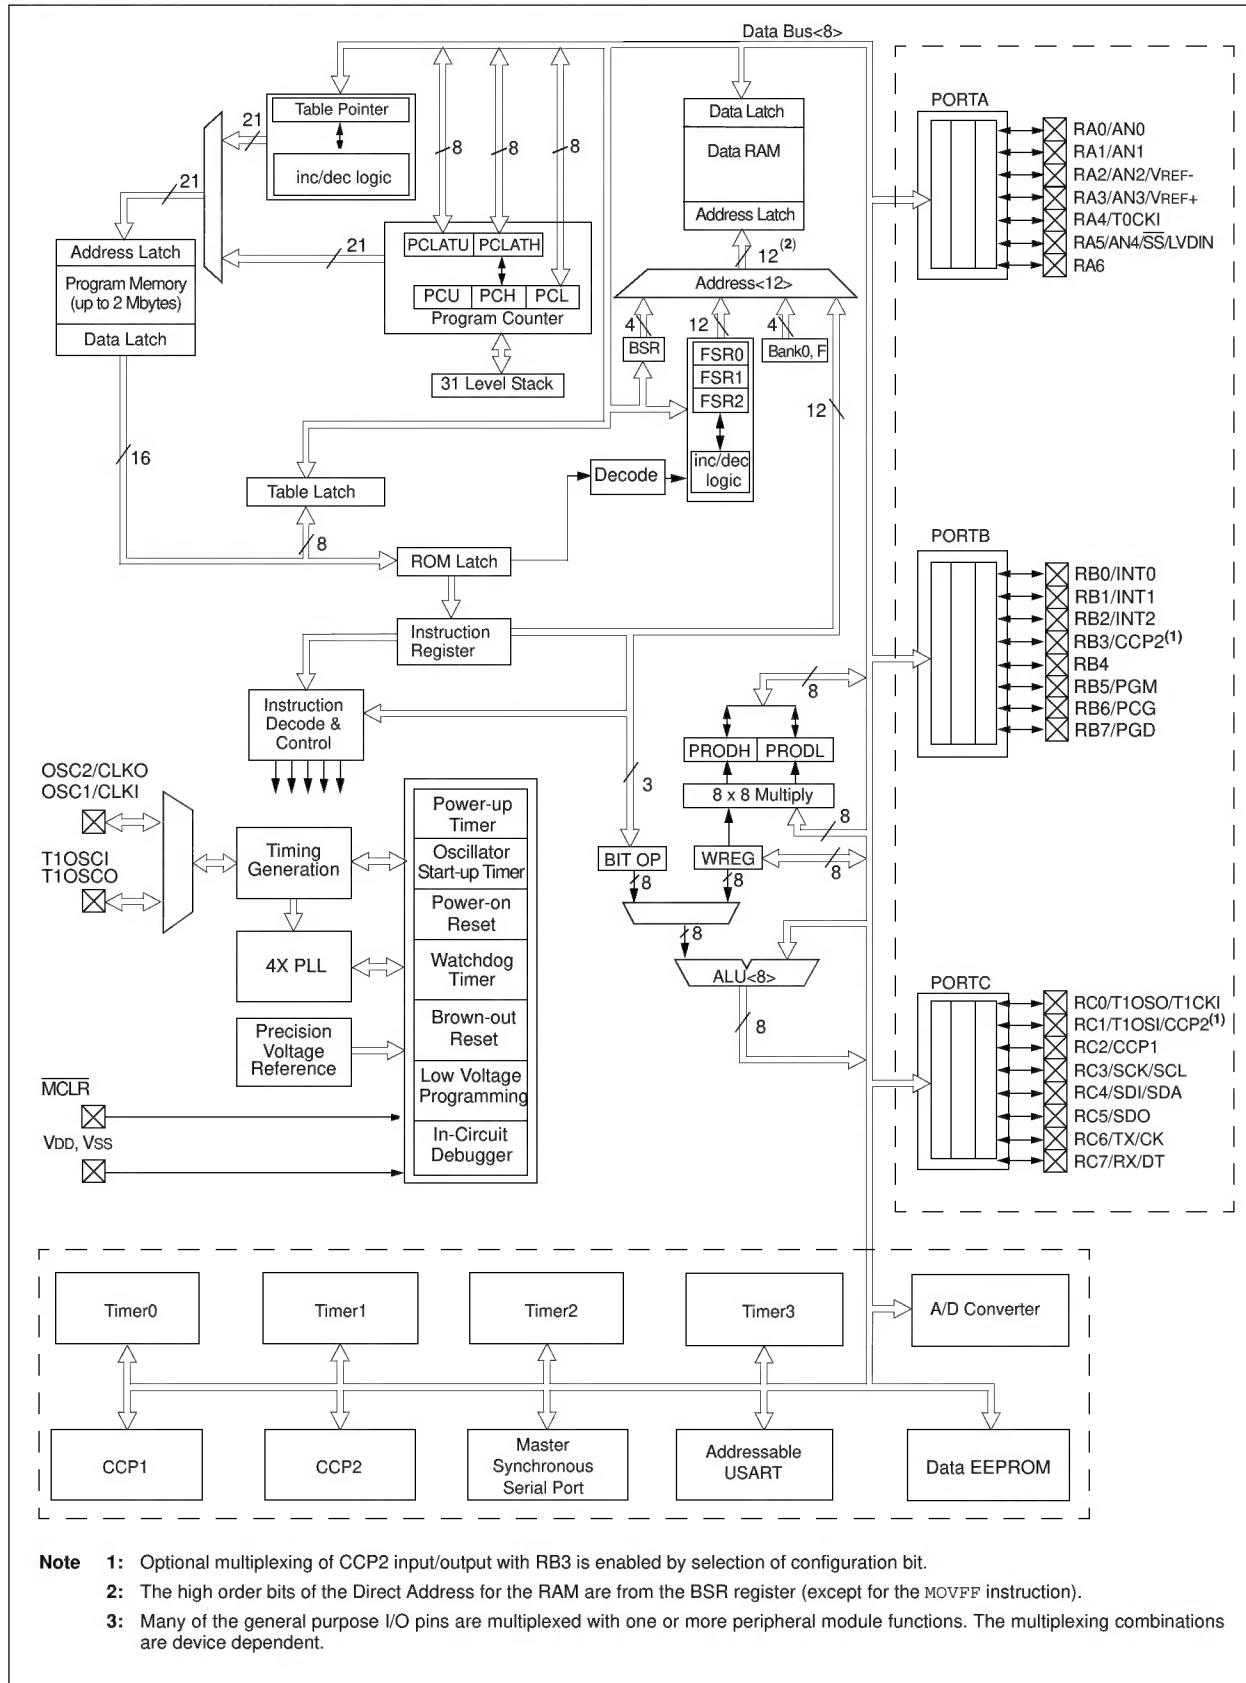 Data Bus<8>
Table Pointer
inc/dec logic
21
21
21
8
8
8
Address Latch
Program Memory
(up to 2 Mbytes)
Data Latch
PCLATU PCLATH
PCU PCH PCL
Program Counter
31 Level Stack
Data Latch
Data RAM
Address Latch
12(2)
Address<12>
4
12
4
BSR
FSR0
FSR1
FSR2
inc/dec
logic
Bank0, F
12
16
Table Latch
8
Decode
ROM Latch
Instruction
Register
Instruction
Decode &
Control
OSC2/CLKO
OSC1/CLKI
T1OSCI
T1OSCO
Timing
Generation
4X PLL
Precision
Voltage
Reference
MCLR
VDD, VSS
Power-up
Timer
Oscillator
Start-up Timer
Power-on
Reset
Watchdog
Timer
Brown-out
Reset
Low Voltage
Programming
In-Circuit
Debugger
8
PRODH PRODL
8 x 8 Multiply
3
8
BIT OP
WREG
8
8
8
8
ALU<8>
8
PORTA
RA0/AN0
RA1/AN1
RA2/AN2/VREF-
RA3/AN3/VREF+
RA4/T0CKI
RA5/AN4/SS/LVDIN
RA6
PORTB
RB0/INT0
RB1/INT1
RB2/INT2
RB3/CCP2(1)
RB4
RB5/PGM
RB6/PCG
RB7/PGD
PORTC
RC0/T1OSO/T1CKI
RC1/T1OSI/CCP2(1)
RC2/CCP1
RC3/SCK/SCL
RC4/SDI/SDA
RC5/SDO
RC6/TX/CK
RC7/RX/DT
Timer0
Timer1
Timer2
Timer3
A/D Converter
CCP1
CCP2
Master
Synchronous
Serial Port
Addressable
USART
Data EEPROM
Note 1: Optional multiplexing of CCP2 input/output with RB3 is enabled by selection of configuration bit.
2: The high order bits of the Direct Address for the RAM are from the BSR register (except for the MOVFF instruction).
3: Many of the general purpose I/O pins are multiplexed with one or more peripheral module functions. The multiplexing combinations
are device dependent.